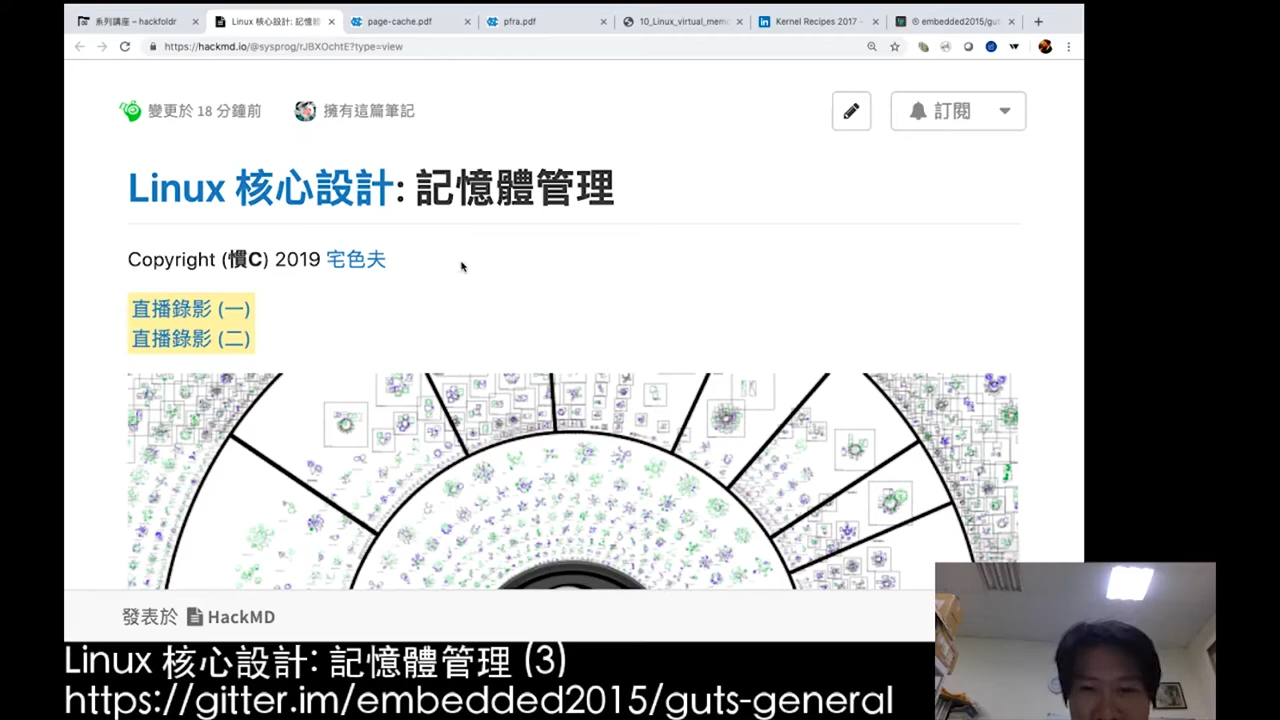 系列講座 – hackfoldr
Linux 核心設計: 記憶體
page-cache.pdf
pfra.pdf
10_Linux_virtual_memo
Kernel Recipes 2017 -
embedded2015/guts
https://hackmd.io/@sysprog/rJBXOchtE?type=view
變更於 18 分鐘前
擁有這篇筆記
訂閱
Linux 核心設計: 記憶體管理
Copyright (慣C) 2019 宅色夫
直播錄影 (一)
直播錄影 (二)
發表於 HackMD
Linux 核心設計: 記憶體管理 (3)
https://gitter.im/embedded2015/guts-general